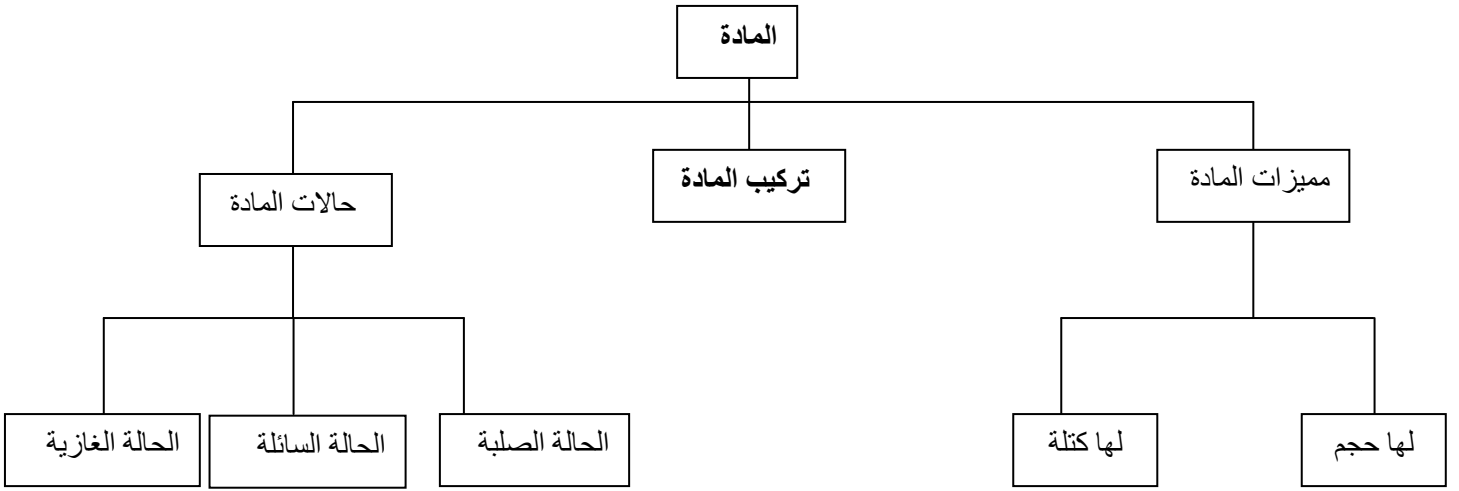 المادة
مميزات المادة
تركيب المادة
حالات المادة
لها حجم
لها كتلة
الحالة الصلبة
الحالة السائلة
الحالة الغازية